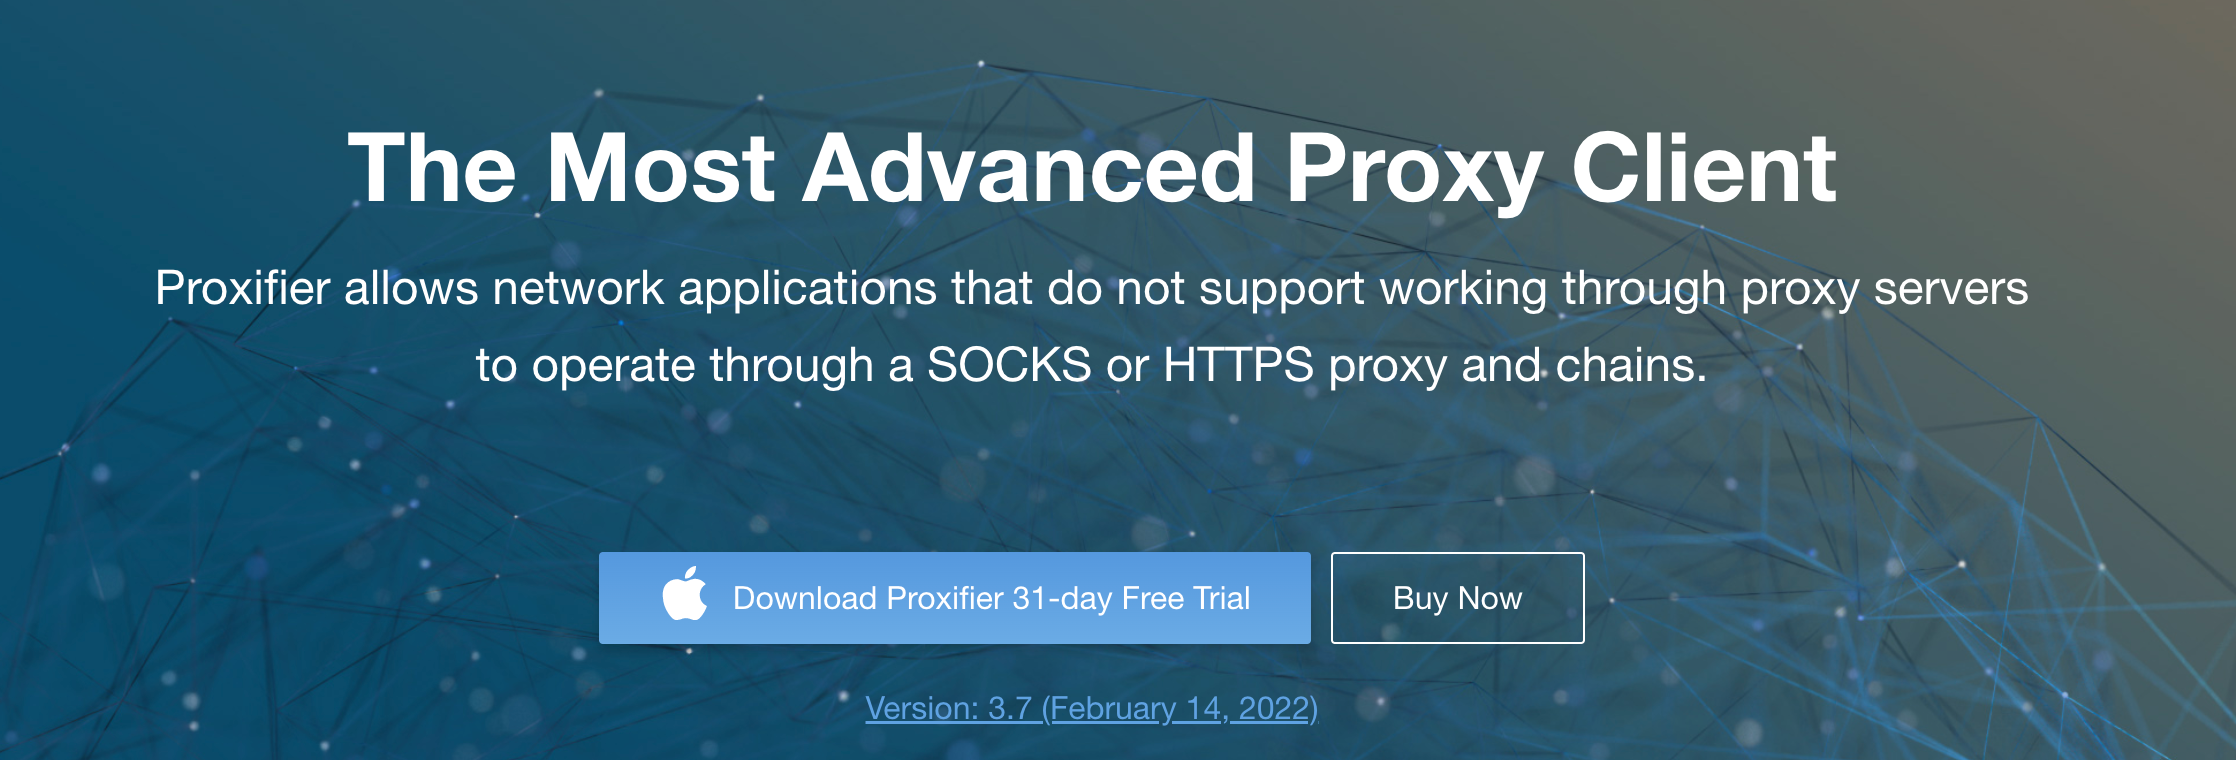 The Most Advanced Proxy Client
Proxifier allows network applications that do not support working through proxy servers
to operate through a SOCKS or HTTPS proxy and chains.
Download Proxifier 31-day Free Trial
Buy Now
Version: 3.7 (February 14, 2022)